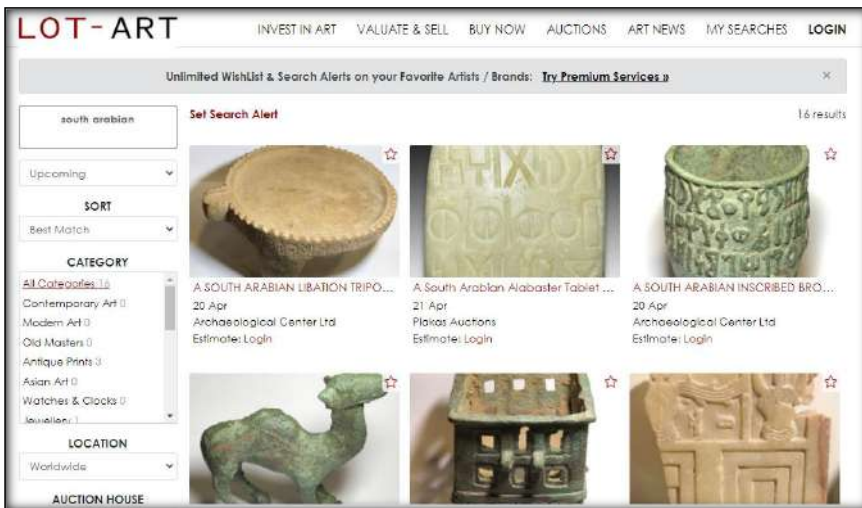 LOT-ART
INVEST IN ART VALUATE & SELL BUY NOW AUCTIONS ART NEWS MY SEARCHES LOGIN
Unlimited WishList & Search Alerts on your Favorite Artists / Brands: Try Premium Services » ×
south arabian
Upcoming
SORT
Best Match
CATEGORY
All Categories 16
Contemporary Art 0
Modern Art 0
Old Masters 0
Antique Prints 3
Asian Art 0
Watches & Clocks 0
Jewellery 1
LOCATION
Worldwide
AUCTION HOUSE
Set Search Alert
16 results
A SOUTH ARABIAN LIBATION TRIPO...
20 Apr
Archaeological Center Ltd
Estimate: Login
A South Arabian Alabaster Tablet ...
21 Apr
Plakas Auctions
Estimate: Login
A SOUTH ARABIAN INSCRIBED BRO...
20 Apr
Archaeological Center Ltd
Estimate: Login